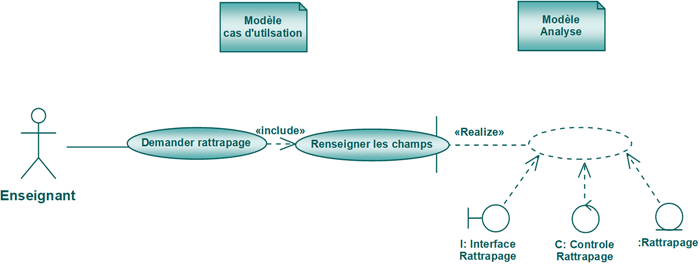 Modèle
cas d'utilsation
Modèle
Analyse
Enseignant
Demander rattrapage
«include»
Renseigner les champs
«Realize»
I: Interface
Rattrapage
C: Controle
Rattrapage
:Rattrapage